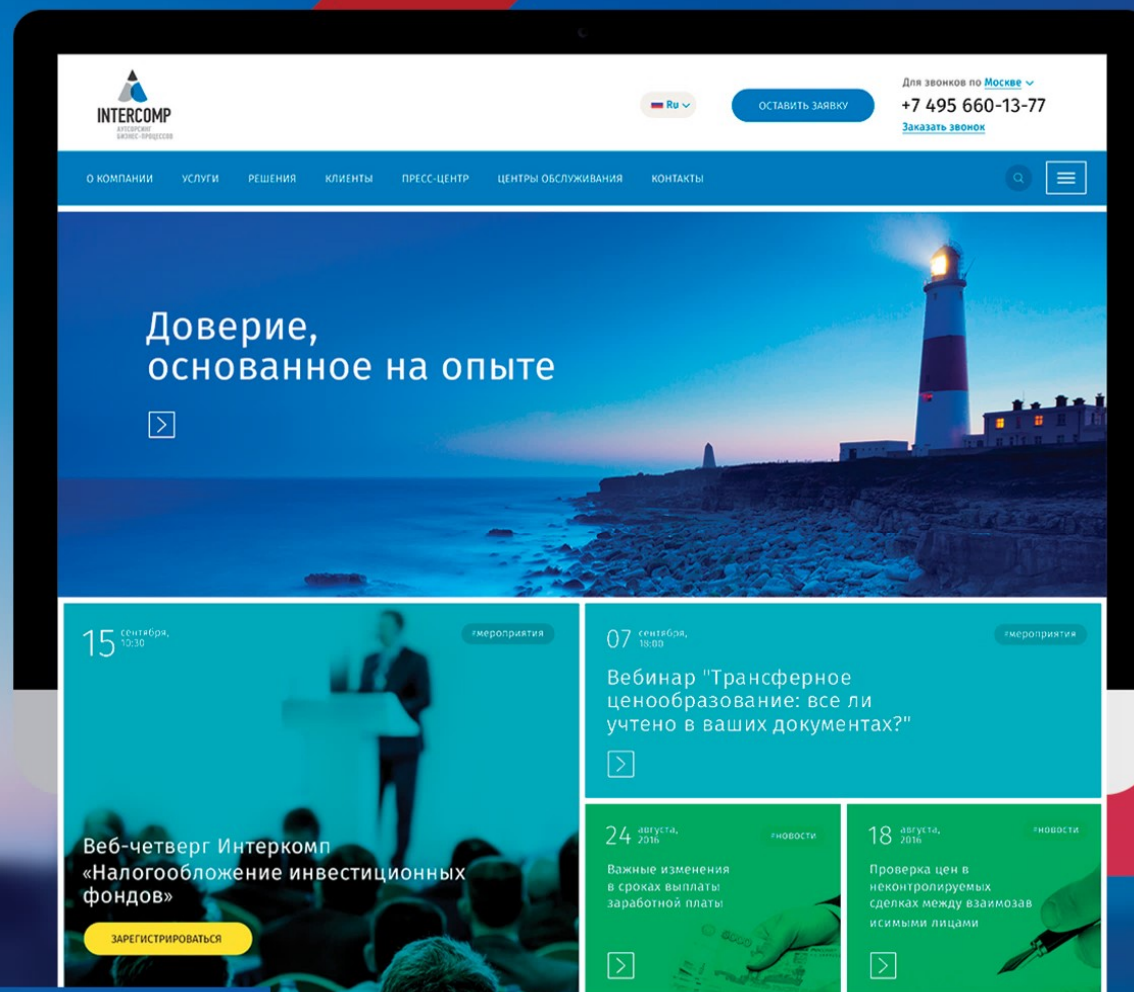 INTERCOMP
АУТСОРСИНГ
БИЗНЕС-ПРОЦЕССОВ
Ru
ОСТАВИТЬ ЗАЯВКУ
Для звонков по Москве
+7 495 660-13-77
Заказать звонок
О КОМПАНИИ УСЛУГИ РЕШЕНИЯ КЛИЕНТЫ ПРЕСС-ЦЕНТР ЦЕНТРЫ ОБСЛУЖИВАНИЯ КОНТАКТЫ
Доверие,
основанное на опыте
15 сентября,
10:30
#мероприятия
Веб-четверг Интеркомп
«Налогообложение инвестиционных
фондов»
ЗАРЕГИСТРИРОВАТЬСЯ
07 сентября,
18:00
#мероприятия
Вебинар "Трансферное
ценообразование: все ли
учтено в ваших документах?"
24 августа,
2016
#новости
Важные изменения
в сроках выплаты
заработной платы
5000
18 августа,
2016
#новости
Проверка цен в
неконтролируемых
сделках между взаимозав
исимыми лицами